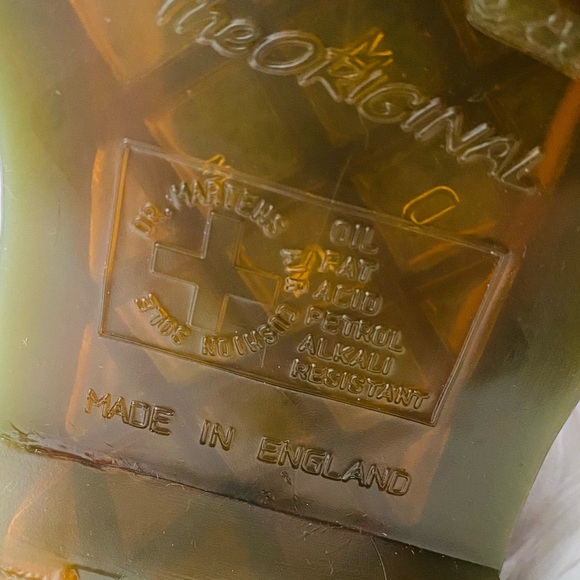 The ORiGiNAL
DR. MARTENS AIR
CUSHION SOLE
OIL
FAT
ACID
PETROL
ALKALI
RESISTANT
MADE IN ENGLAND